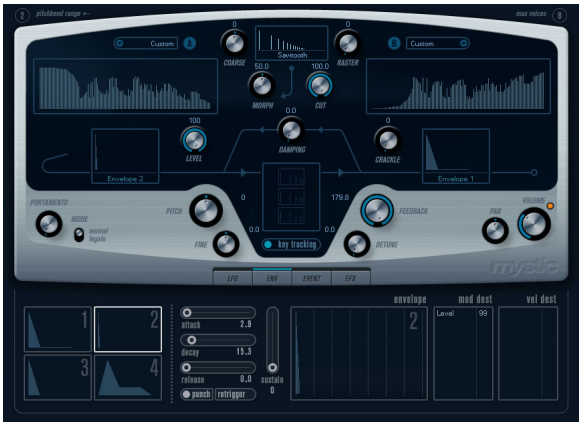 2 pitchbend range +- max voices 8
0 0
Custom A B Custom
COARSE Sawtooth RASTER
50.0 100.0
MORPH CUT
100 0.0 0
LEVEL DAMPING CRACKLE
Envelope 2 Envelope 1
PORTAMENTO MODE normal legato
PITCH 0 179.8 FEEDBACK
VOLUME
PAN
FINE 0.0 0.0 DETUNE
key tracking
mystic
LFO ENV EVENT EFX
envelope mod dest vel dest
1 2 3 4
attack 2.9
decay 15.3
release 0.0
sustain 0
punch retrigger
2
Level 99